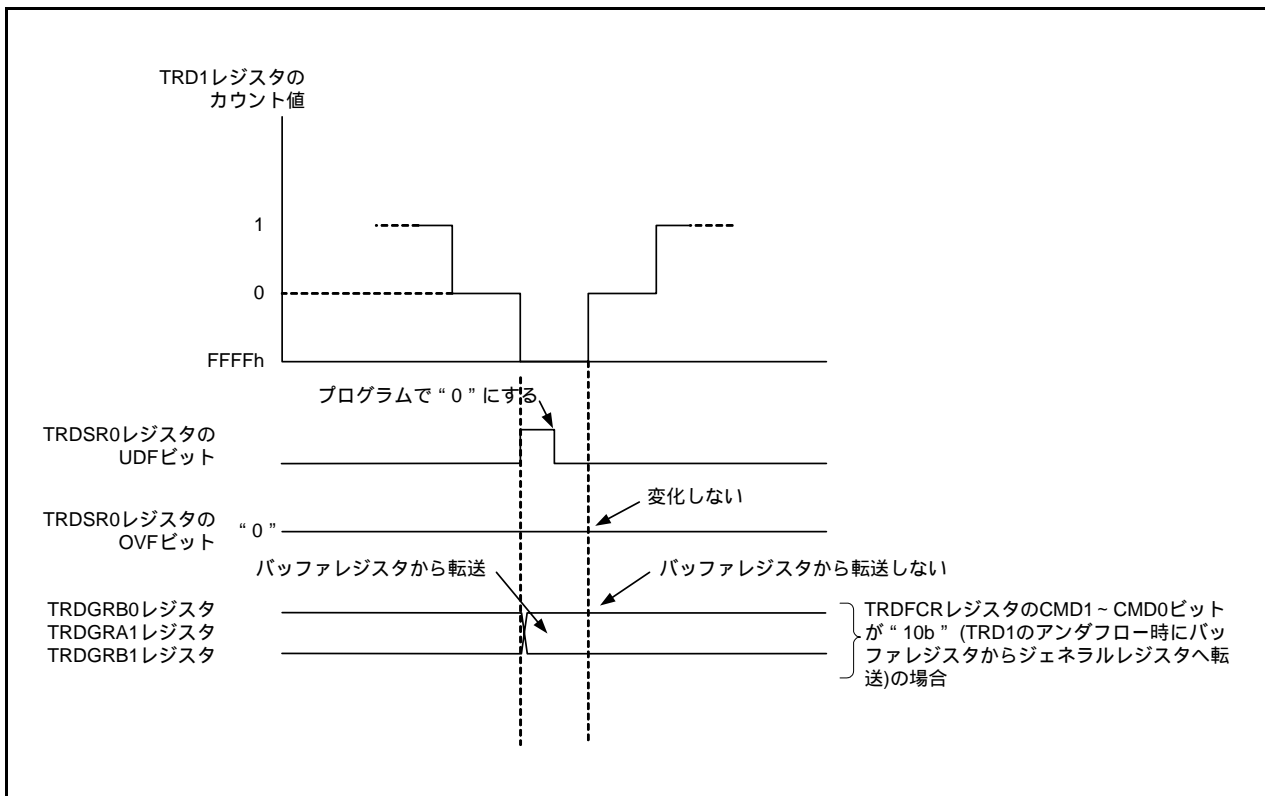 TRD1レジスタの
カウント値
1
0
FFFFh
プログラムで“0”にする
TRDSR0レジスタの
UDFビット
変化しない
TRDSR0レジスタの
OVFビット
“0”
バッファレジスタから転送
バッファレジスタから転送しない
TRDGRB0レジスタ
TRDGRA1レジスタ
TRDGRB1レジスタ
TRDFCRレジスタのCMD1～CMD0ビット
が“10b”(TRD1のアンダフロー時にバッ
ファレジスタからジェネラルレジスタへ転
送)の場合